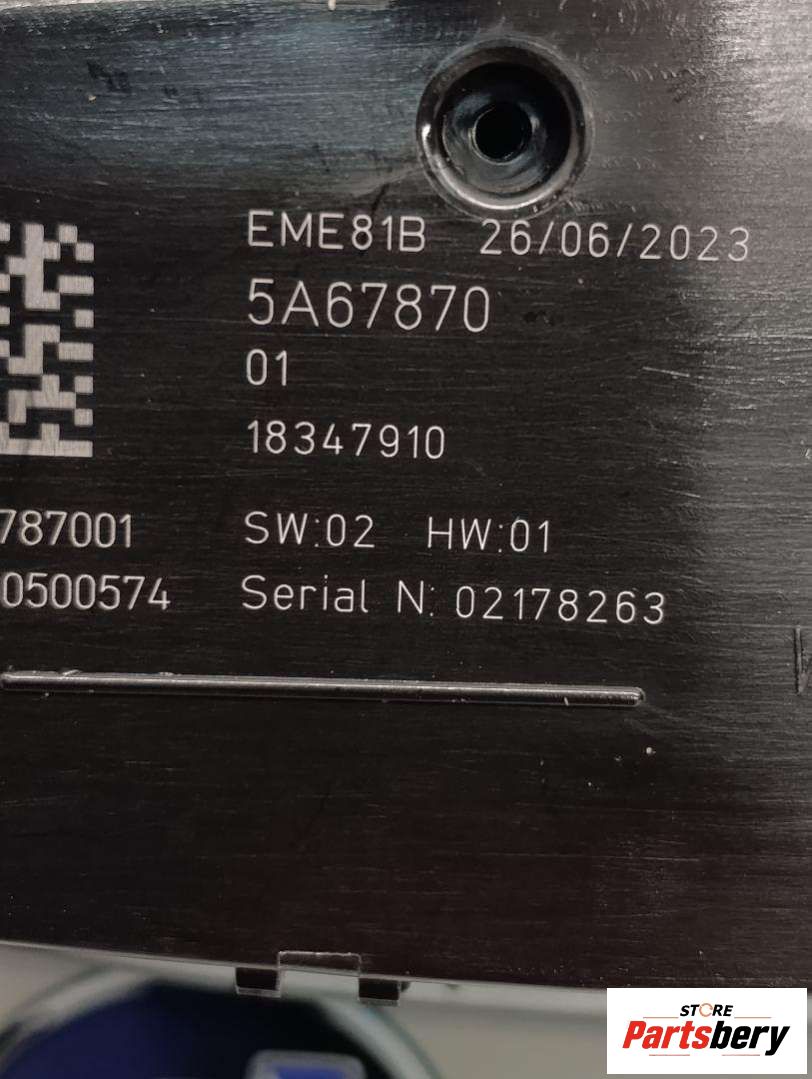 EME81B 26/06/2023
5A67870
01
18347910
787001 SW:02 HW:01
0500574 Serial N: 02178263
STORE
Partsbery